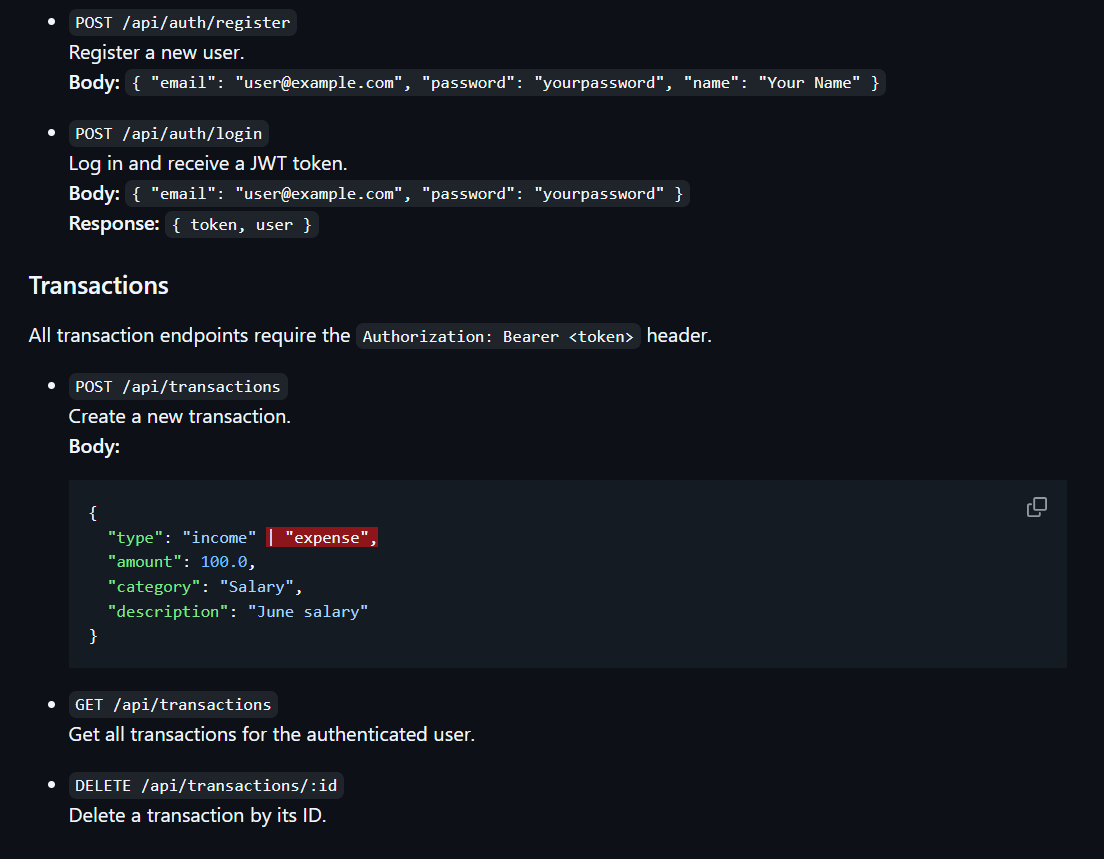 POST /api/auth/register
Register a new user.
Body: { "email": "user@example.com", "password": "yourpassword", "name": "Your Name" }
POST /api/auth/login
Log in and receive a JWT token.
Body: { "email": "user@example.com", "password": "yourpassword" }
Response: { token, user }
Transactions
All transaction endpoints require the Authorization: Bearer <token> header.
POST /api/transactions
Create a new transaction.
Body:
{
  "type": "income" | "expense",
  "amount": 100.0,
  "category": "Salary",
  "description": "June salary"
}
GET /api/transactions
Get all transactions for the authenticated user.
DELETE /api/transactions/:id
Delete a transaction by its ID.